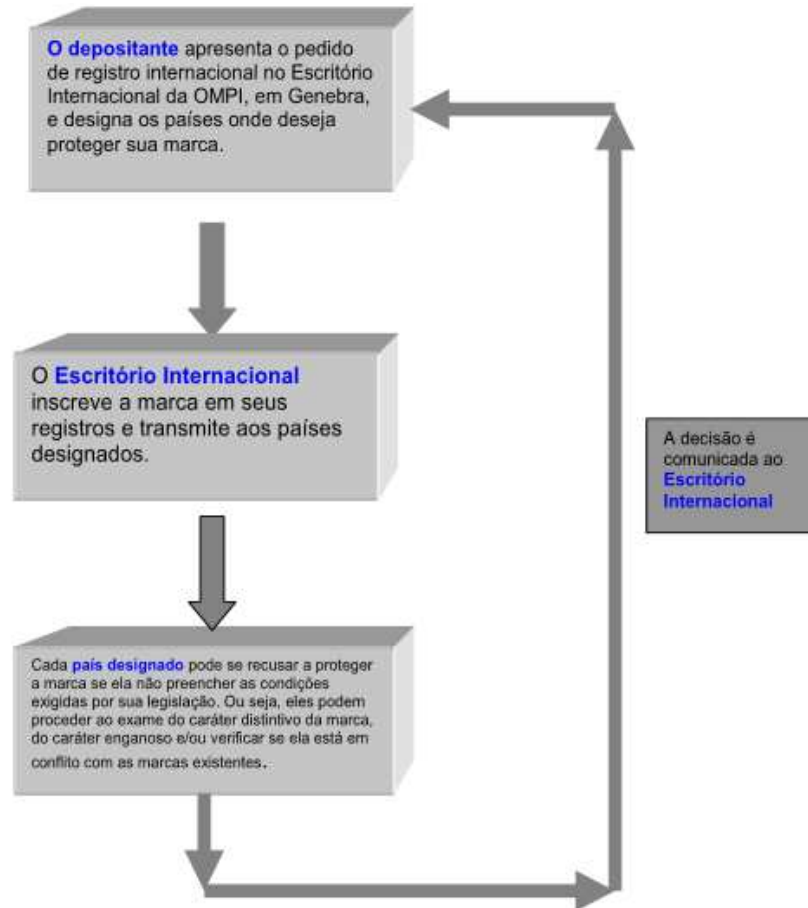 O depositante apresenta o pedido
de registro internacional no Escritório
Internacional da OMPI, em Genebra,
e designa os países onde deseja
proteger sua marca.
O Escritório Internacional
inscreve a marca em seus
registros e transmite aos países
designados.
A decisão é
comunicada ao
Escritório
Internacional
Cada país designado pode se recusar a proteger
a marca se ela não preencher as condições
exigidas por sua legislação. Ou seja, eles podem
proceder ao exame do caráter distintivo da marca,
do caráter enganoso e/ou verificar se ela está em
conflito com as marcas existentes.